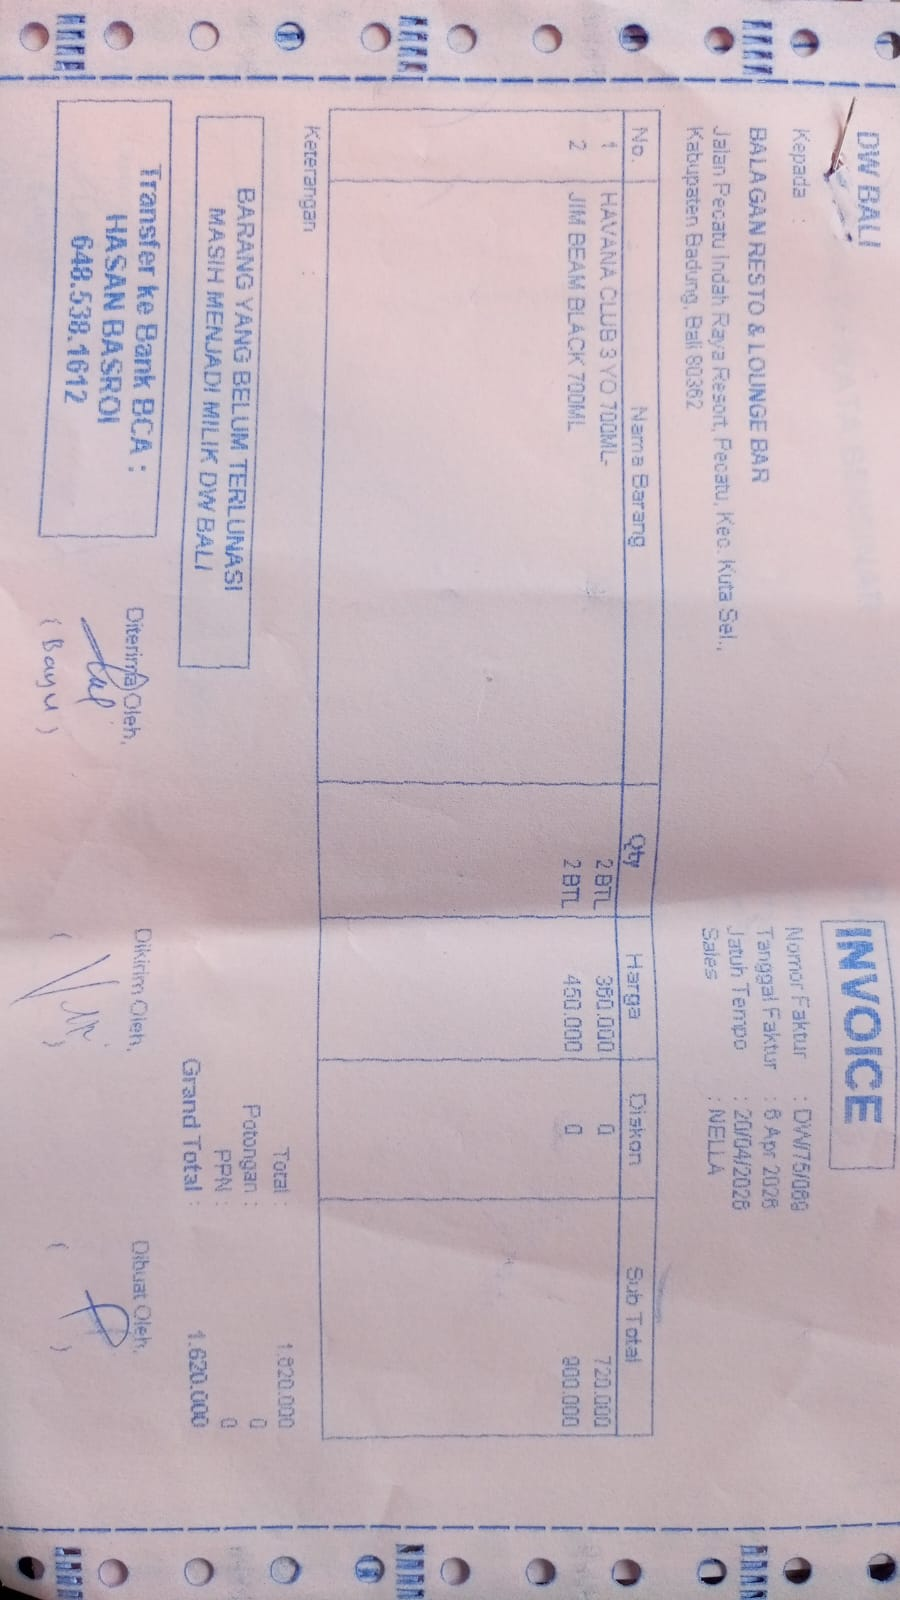 DW BALI
INVOICE
Kepada :
BALAGAN RESTO & LOUNGE BAR
Jalan Pecatu Indah Raya Resort, Pecatu, Kec. Kuta Sel.,
Kabupaten Badung, Bali 80362
Nomor Faktur : DW/75/089
Tanggal Faktur : 6 Apr 2026
Jatuh Tempo : 20/04/2026
Sales : NELLA
No. Nama Barang Qty Harga Diskon Sub Total
1 HAVANA CLUB 3 YO 700ML- 2 BTL 360.000 0 720.000
2 JIM BEAM BLACK 700ML 2 BTL 450.000 0 900.000
Keterangan :
BARANG YANG BELUM TERLUNASI
MASIH MENJADI MILIK DW BALI
Total : 1.620.000
Potongan : 0
PPN : 0
Grand Total : 1.620.000
Transfer ke Bank BCA :
HASAN BASROI
648.538.1612
Diterima Oleh,
( Bayu )
Dikirim Oleh,
Dibuat Oleh,